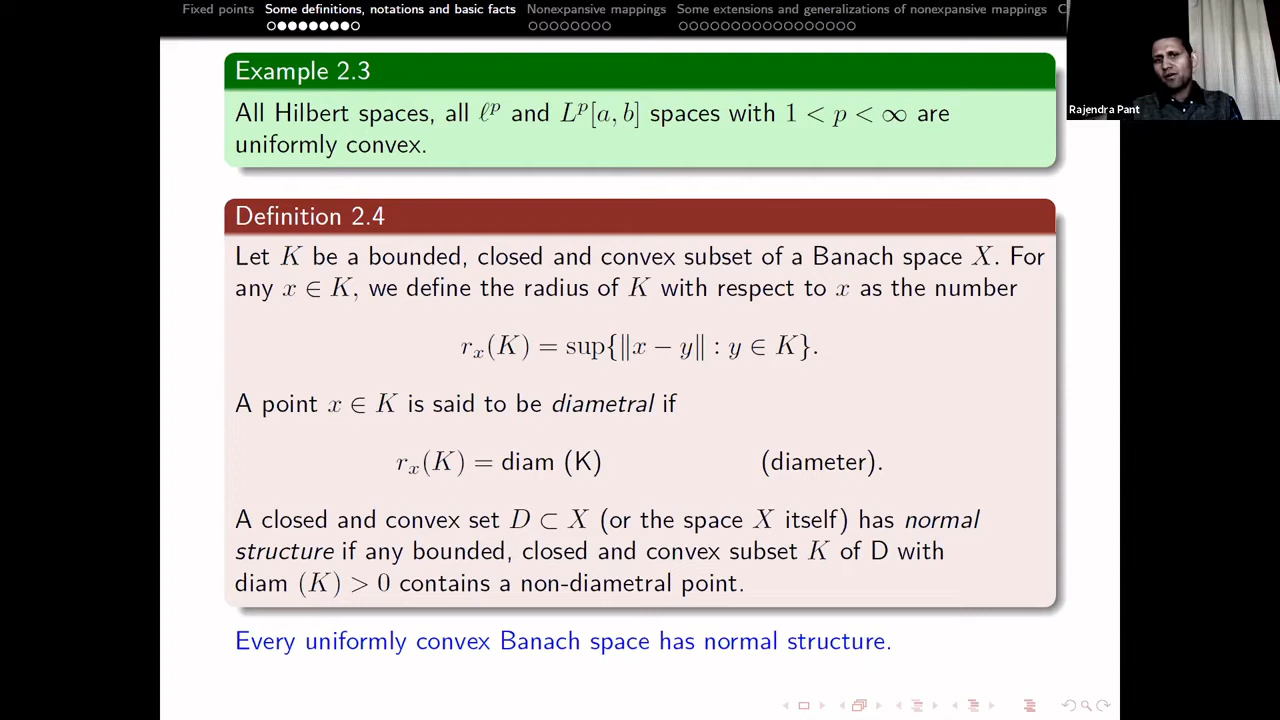 Fixed points Some definitions, notations and basic facts Nonexpansive mappings Some extensions and generalizations of nonexpansive mappings C
Rajendra Pant
Example 2.3
All Hilbert spaces, all ℓᵖ and Lᵖ[a, b] spaces with 1 < p < ∞ are
uniformly convex.
Definition 2.4
Let K be a bounded, closed and convex subset of a Banach space X. For
any x ∈ K, we define the radius of K with respect to x as the number
rₓ(K) = sup{‖x − y‖ : y ∈ K}.
A point x ∈ K is said to be diametral if
rₓ(K) = diam (K) (diameter).
A closed and convex set D ⊂ X (or the space X itself) has normal
structure if any bounded, closed and convex subset K of D with
diam (K) > 0 contains a non-diametral point.
Every uniformly convex Banach space has normal structure.